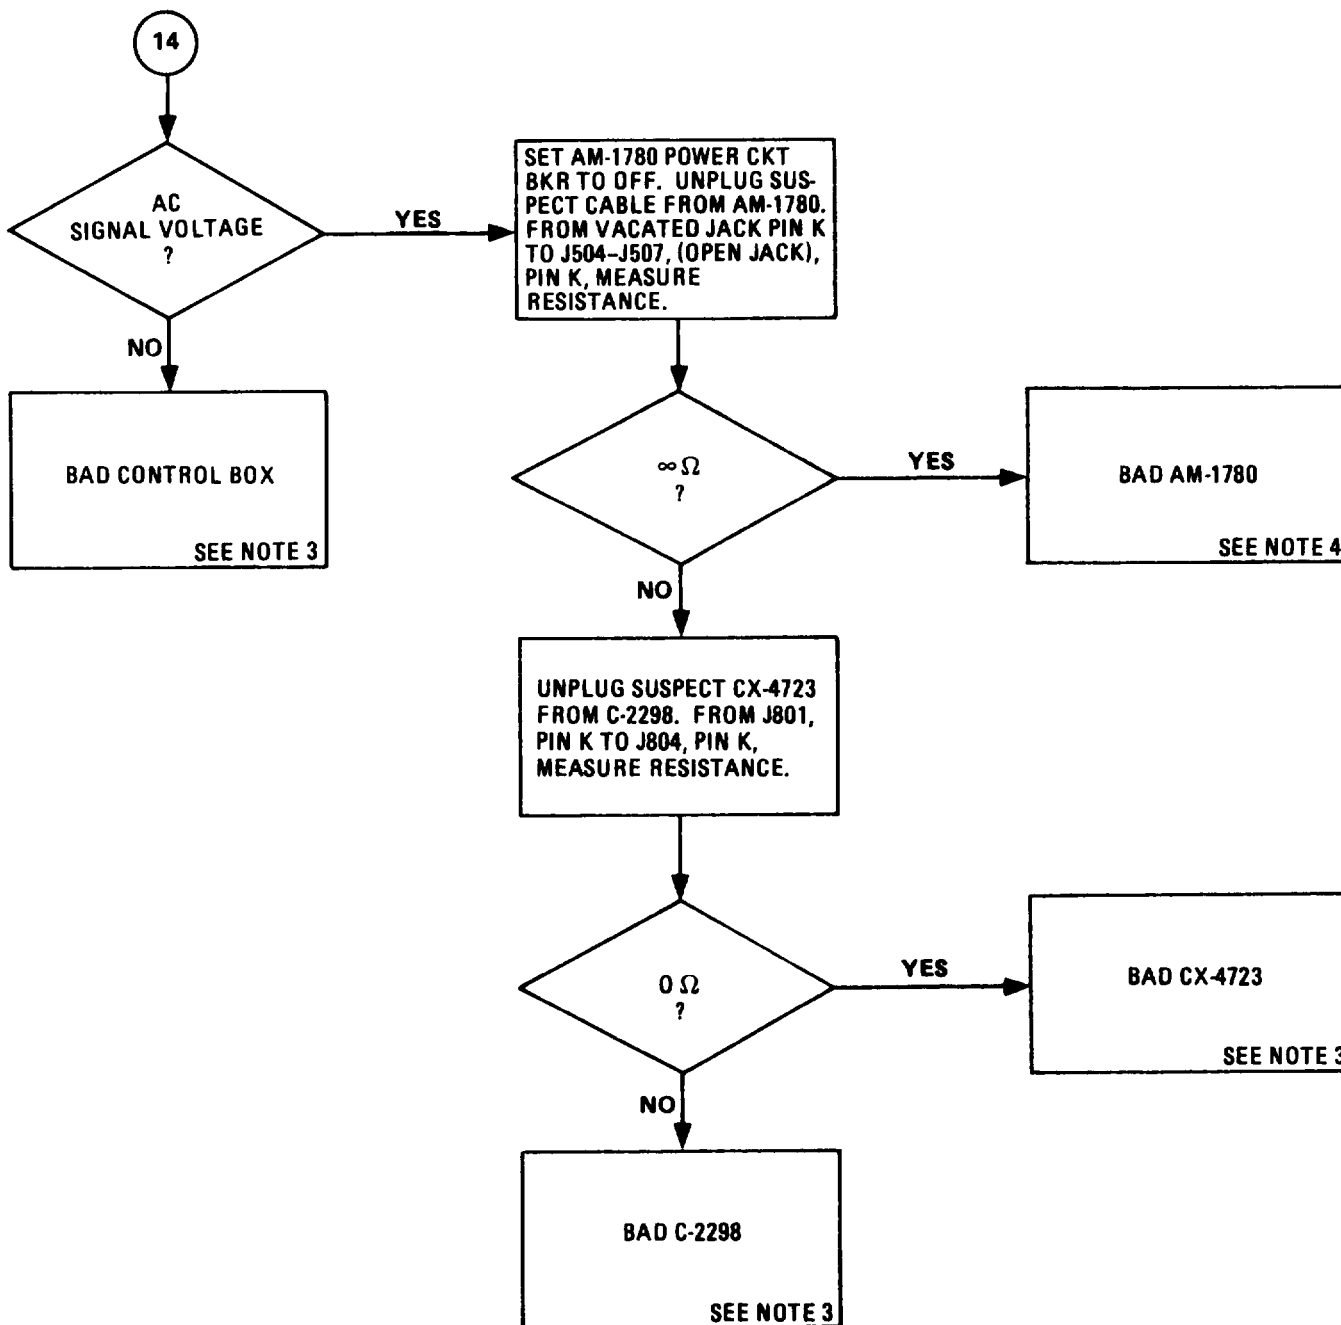 14
AC
SIGNAL VOLTAGE
?
YES
SET AM-1780 POWER CKT
BKR TO OFF. UNPLUG SUS-
PECT CABLE FROM AM-1780.
FROM VACATED JACK PIN K
TO J504–J507, (OPEN JACK),
PIN K, MEASURE
RESISTANCE.
NO
BAD CONTROL BOX
SEE NOTE 3
∞ Ω
?
YES
BAD AM-1780
SEE NOTE 4
NO
UNPLUG SUSPECT CX-4723
FROM C-2298. FROM J801,
PIN K TO J804, PIN K,
MEASURE RESISTANCE.
0 Ω
?
YES
BAD CX-4723
SEE NOTE 3
NO
BAD C-2298
SEE NOTE 3